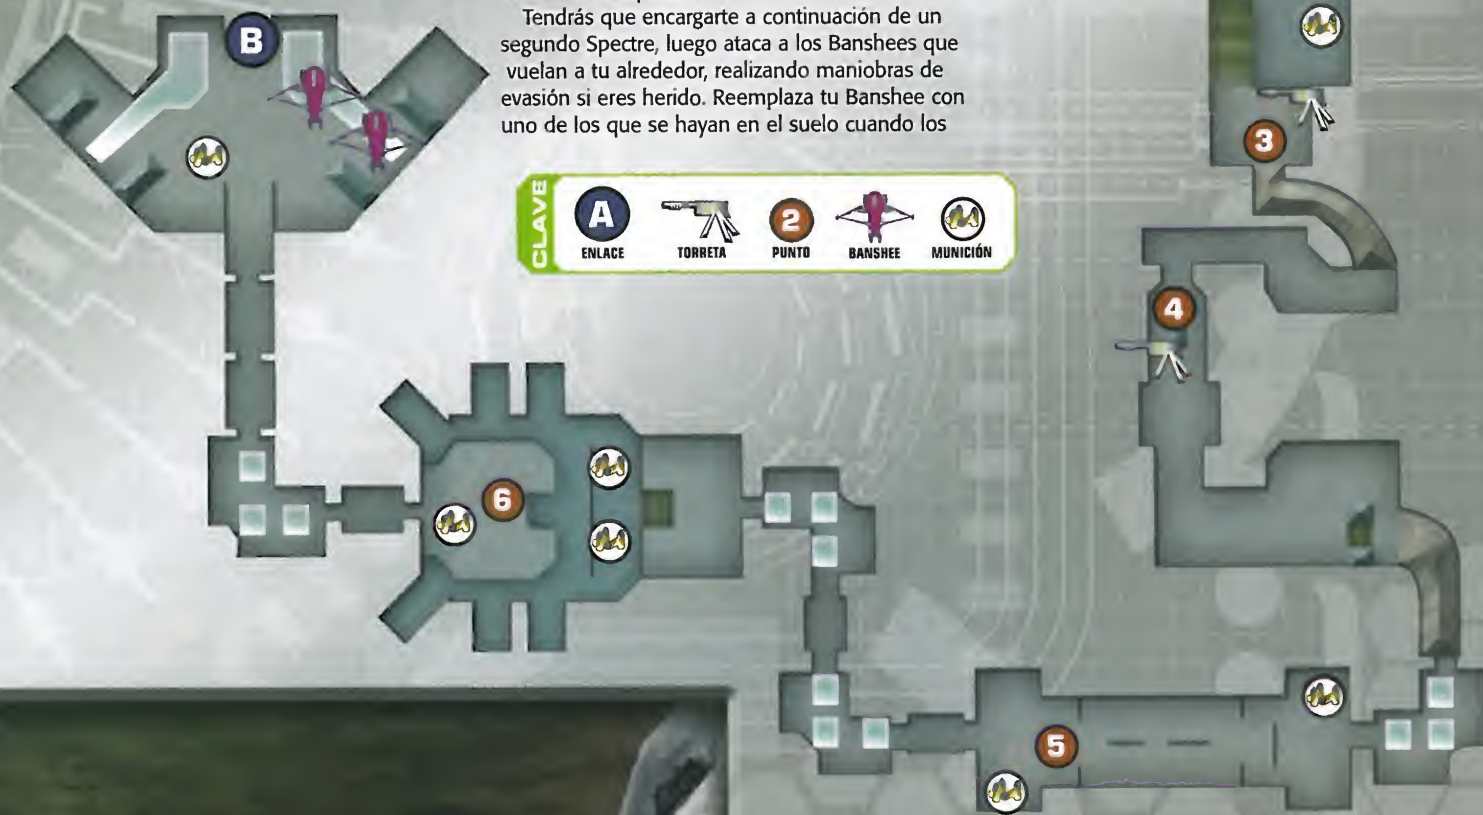 Tendrás que encargarte a continuación de un
segundo Spectre, luego ataca a los Banshees que
vuelan a tu alrededor, realizando maniobras de
evasión si eres herido. Reemplaza tu Banshee con
uno de los que se hayan en el suelo cuando los
B
3
CLAVE
A
2
ENLACE
TORRETA
PUNTO
BANSHEE
MUNICIÓN
4
6
5